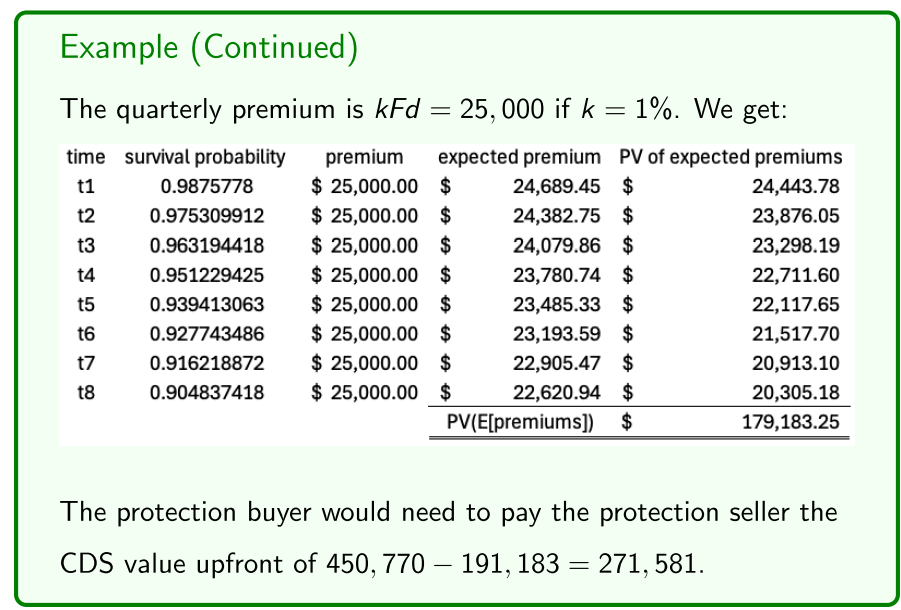 Example (Continued)
The quarterly premium is kFd = 25, 000 if k = 1%. We get:
time survival probability premium expected premium PV of expected premiums
t1 0.9875778 $ 25,000.00 $ 24,689.45 $ 24,443.78
t2 0.975309912 $ 25,000.00 $ 24,382.75 $ 23,876.05
t3 0.963194418 $ 25,000.00 $ 24,079.86 $ 23,298.19
t4 0.951229425 $ 25,000.00 $ 23,780.74 $ 22,711.60
t5 0.939413063 $ 25,000.00 $ 23,485.33 $ 22,117.65
t6 0.927743486 $ 25,000.00 $ 23,193.59 $ 21,517.70
t7 0.916218872 $ 25,000.00 $ 22,905.47 $ 20,913.10
t8 0.904837418 $ 25,000.00 $ 22,620.94 $ 20,305.18
PV(E[premiums]) $ 179,183.25
The protection buyer would need to pay the protection seller the
CDS value upfront of 450, 770 − 191, 183 = 271, 581.